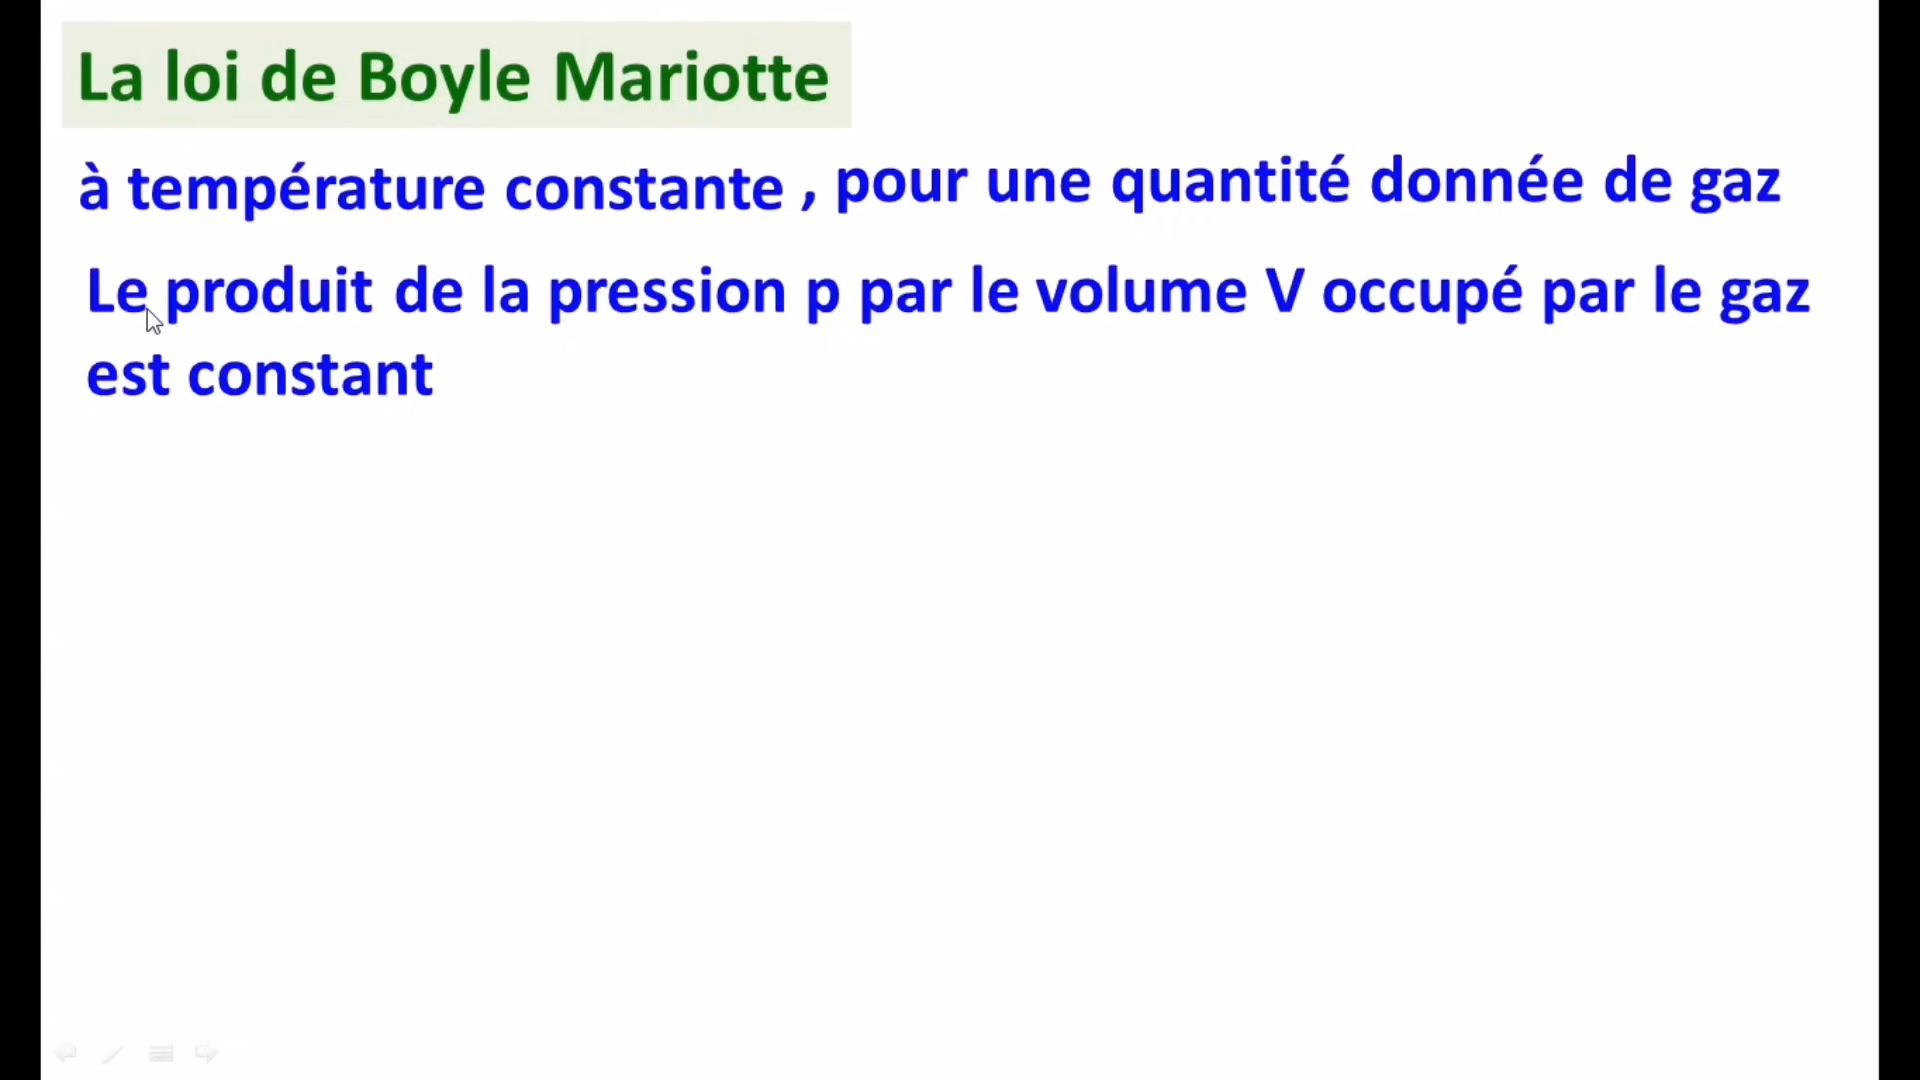 La loi de Boyle Mariotte
à température constante , pour une quantité donnée de gaz
Le produit de la pression p par le volume V occupé par le gaz
est constant